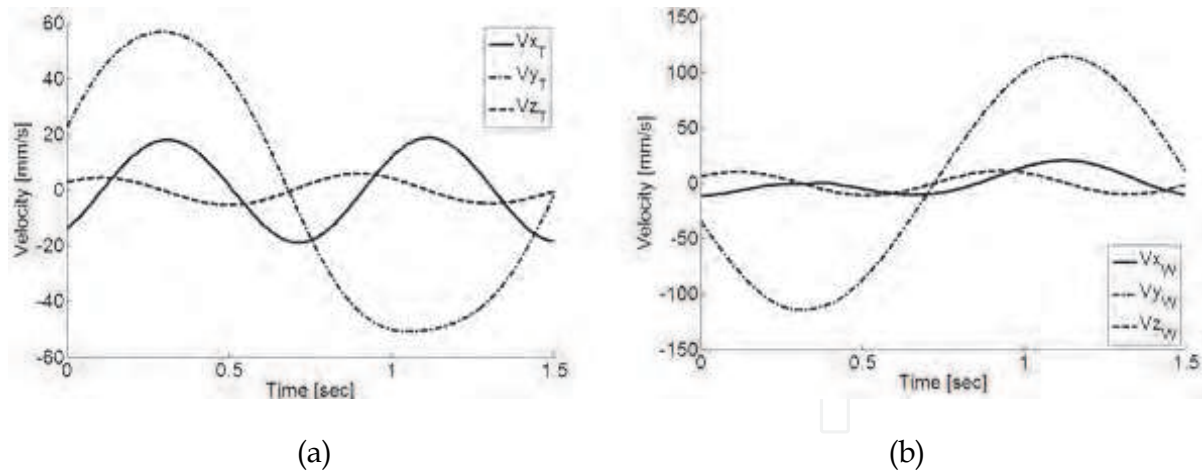 60
40
20
0
-20
-40
-60
Velocity [mm/s]
Vx_T
Vy_T
Vz_T
0 0.5 1 1.5
Time [sec]
(a)
150
100
50
0
-50
-100
-150
Velocity [mm/s]
Vx_W
Vy_W
Vz_W
0 0.5 1 1.5
Time [sec]
(b)